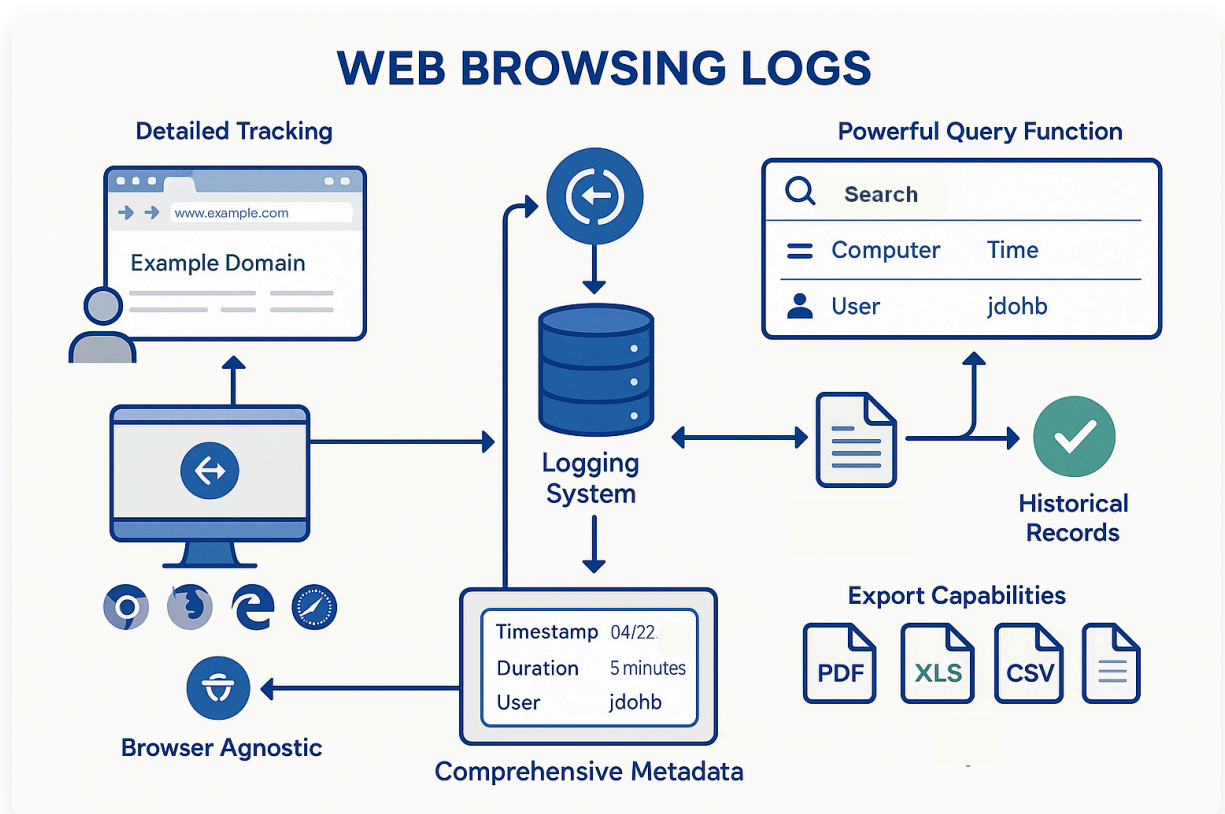 WEB BROWSING LOGS
Detailed Tracking
www.example.com
Example Domain
Powerful Query Function
Search
Computer Time
User jdohb
Logging
System
Historical
Records
Timestamp 04/22.
Duration 5 minutes
User jdohb
Comprehensive Metadata
Browser Agnostic
Export Capabilities
PDF
XLS
CSV